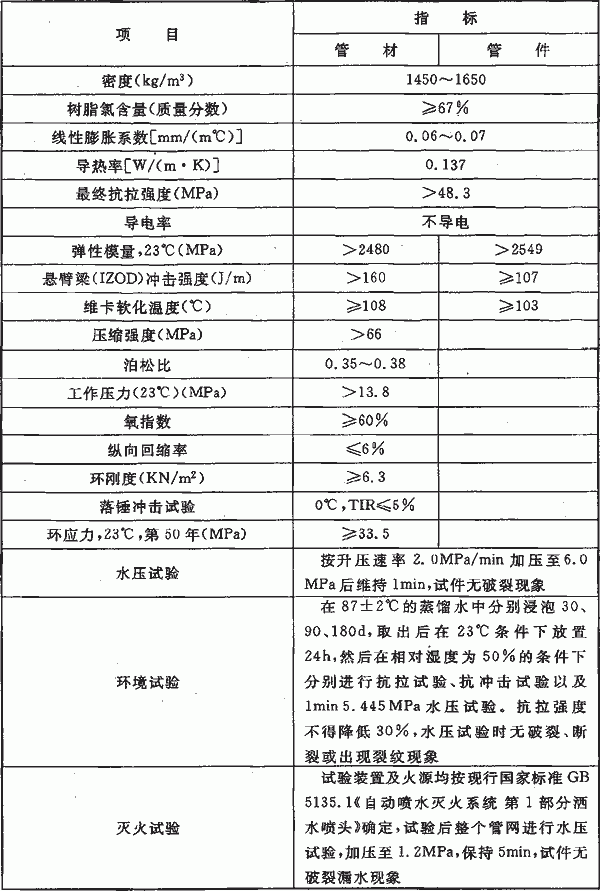 项 目
指 标
管 材
管 件
密度(kg/m³)
1450～1650
树脂氯含量(质量分数)
≥67%
线性膨胀系数[mm/(m℃)]
0.06～0.07
导热率[W/(m·K)]
0.137
最终抗拉强度(MPa)
>48.3
导电率
不导电
弹性模量,23℃(MPa)
>2480
>2549
悬臂梁(IZOD)冲击强度(J/m)
>160
≥107
维卡软化温度(℃)
≥108
≥103
压缩强度(MPa)
>66
泊松比
0.35～0.38
工作压力(23℃)(MPa)
>13.8
氧指数
≥60%
纵向回缩率
≤6%
环刚度(KN/m²)
≥6.3
落锤冲击试验
0℃,TIR≤5%
环应力,23℃,第50年(MPa)
≥33.5
水压试验
按升压速率 2.0MPa/min 加压至6.0
MPa后维持1min,试件无破裂现象
环境试验
在87±2℃的蒸馏水中分别浸泡30、
90、180d,取出后在23℃条件下放置
24h,然后在相对湿度为50%的条件下
分别进行抗拉试验、抗冲击试验以及
1min 5.445MPa水压试验。抗拉强度
不得降低30%,水压试验时无破裂、断
裂或出现裂纹现象
灭火试验
试验装置及火源均按现行国家标准GB
5135.1《自动喷水灭火系统 第1部分洒
水喷头》确定,试验后整个管网进行水压
试验,加压至1.2MPa,保持5min,试件无
破裂漏水现象